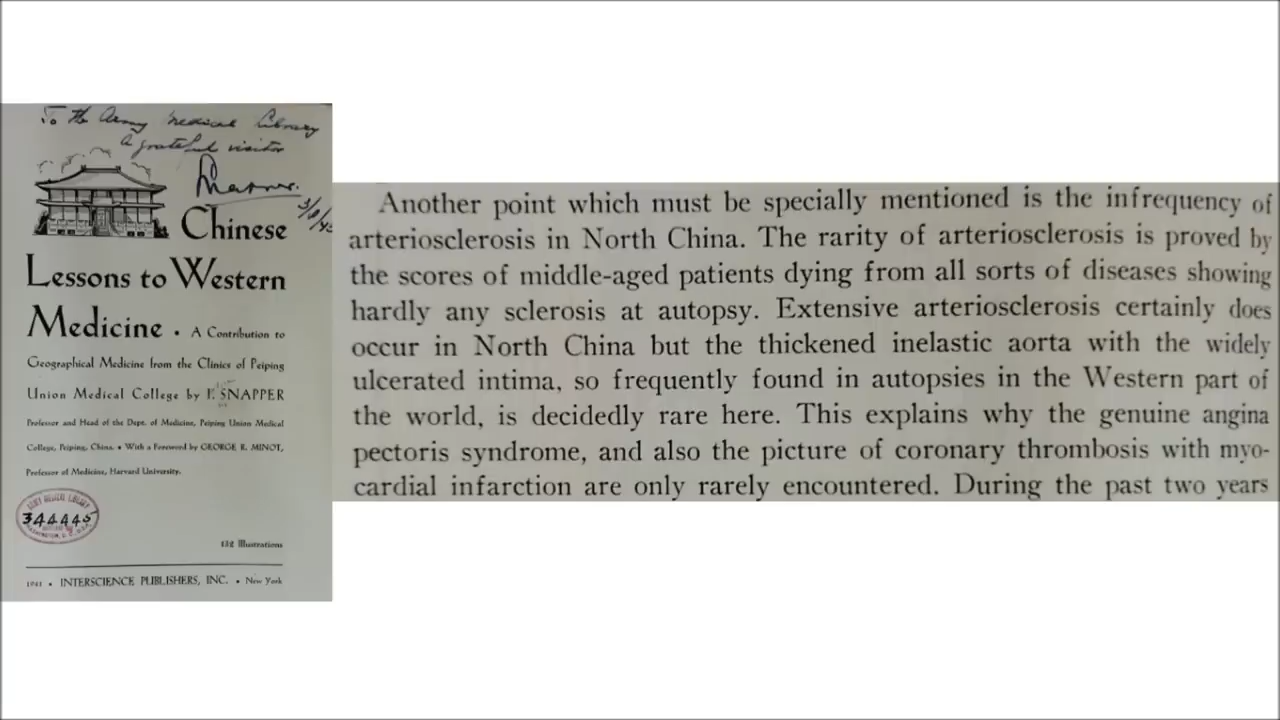 To the Army Medical Library
a grateful visitor
Chinese
Lessons to Western
Medicine • A Contribution to
Geographical Medicine from the Clinics of Peiping
Union Medical College by I. SNAPPER
Professor and Head of the Dept. of Medicine, Peiping Union Medical
College, Peiping, China. • With a Foreword by GEORGE R. MINOT,
Professor of Medicine, Harvard University.
ARMY MEDICAL LIBRARY
344445
WASHINGTON, D. C.
Illustrations
1941 • INTERSCIENCE PUBLISHERS, INC. • New York
Another point which must be specially mentioned is the infrequency of
arteriosclerosis in North China. The rarity of arteriosclerosis is proved by
the scores of middle-aged patients dying from all sorts of diseases showing
hardly any sclerosis at autopsy. Extensive arteriosclerosis certainly does
occur in North China but the thickened inelastic aorta with the widely
ulcerated intima, so frequently found in autopsies in the Western part of
the world, is decidedly rare here. This explains why the genuine angina
pectoris syndrome, and also the picture of coronary thrombosis with myo-
cardial infarction are only rarely encountered. During the past two years